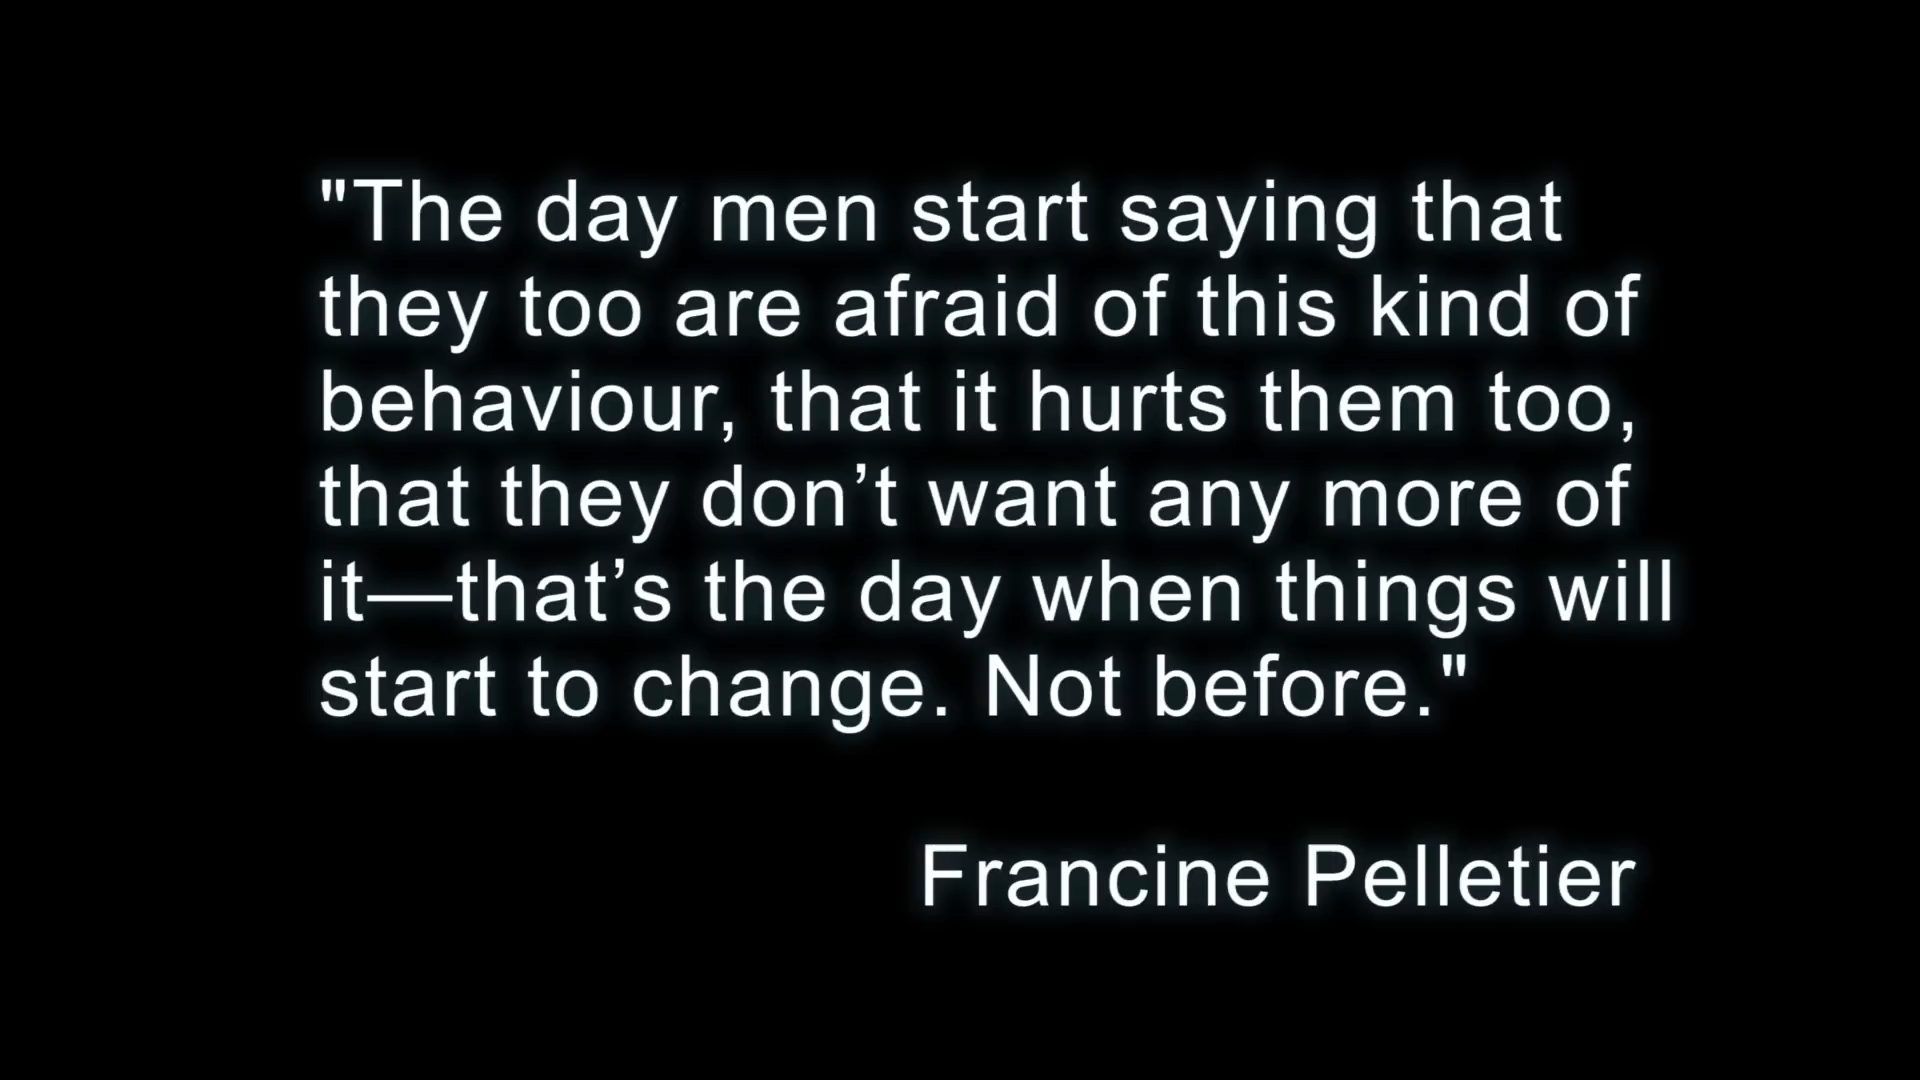 "The day men start saying that
they too are afraid of this kind of
behaviour, that it hurts them too,
that they don’t want any more of
it—that’s the day when things will
start to change. Not before."
Francine Pelletier